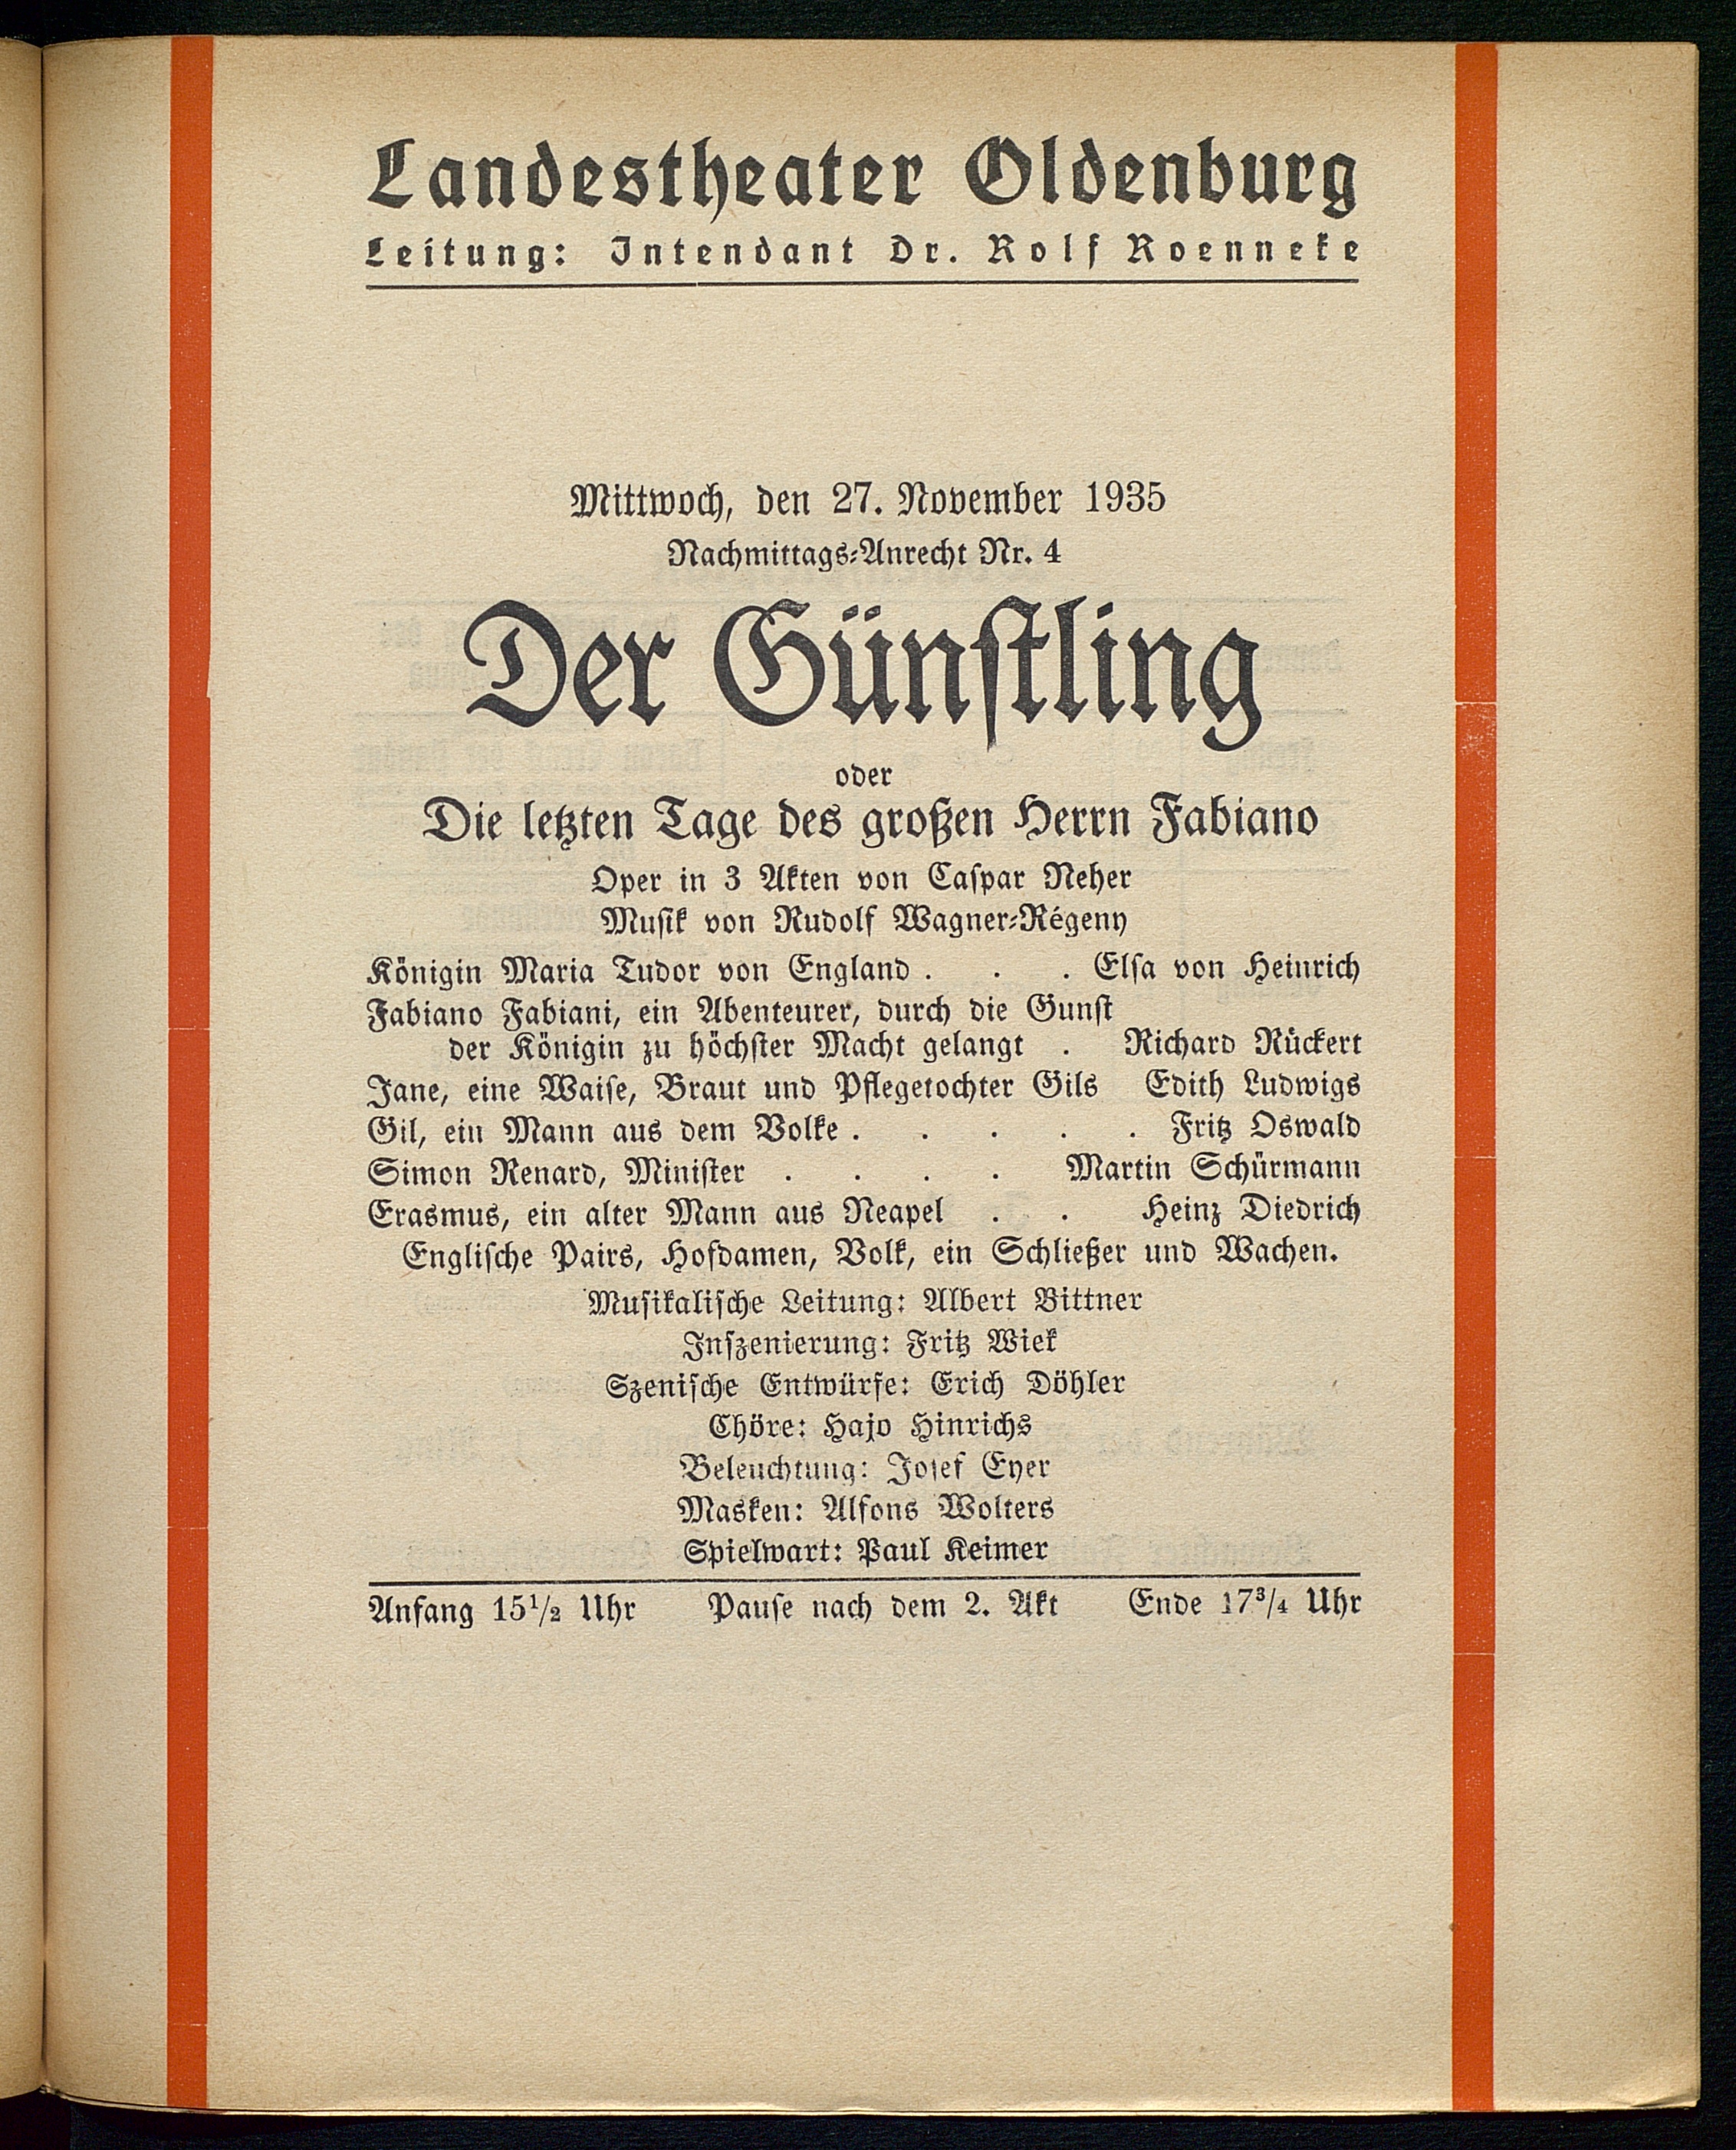 Landestheater Oldenburg
Leitung: Intendant Dr. Rolf Roenneke
Mittwoch, den 27. November 1935
Nachmittags-Anrecht Nr. 4
Der Günstling
oder
Die letzten Tage des großen Herrn Fabiano
Oper in 3 Akten von Caspar Neher
Musik von Rudolf Wagner-Régeny
Königin Maria Tudor von England . . . Elsa von Heinrich
Fabiano Fabiani, ein Abenteurer, durch die Gunst
der Königin zu höchster Macht gelangt . Richard Rückert
Jane, eine Waise, Braut und Pflegetochter Gils Edith Ludwigs
Gil, ein Mann aus dem Volke . . . . . Fritz Oswald
Simon Renard, Minister . . . . Martin Schürmann
Erasmus, ein alter Mann aus Neapel . . Heinz Diedrich
Englische Pairs, Hofdamen, Volk, ein Schließer und Wachen.
Musikalische Leitung: Albert Bittner
Inszenierung: Fritz Wiek
Szenische Entwürfe: Erich Döhler
Chöre: Hajo Hinrichs
Beleuchtung: Josef Eyer
Masken: Alfons Wolters
Spielwart: Paul Keimer
Anfang 15½ Uhr Pause nach dem 2. Akt Ende 17¾ Uhr